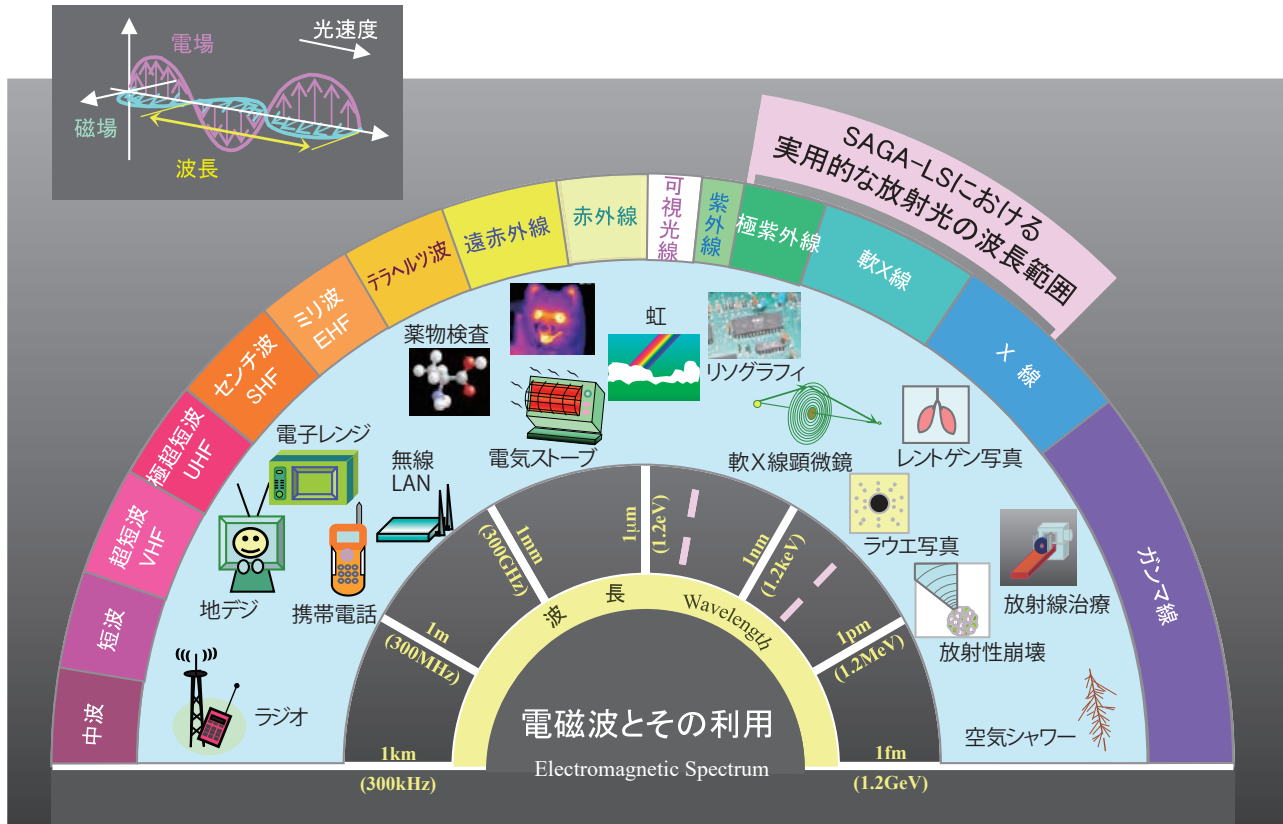 電場
光速度
磁場
波長
SAGA-LSにおける
実用的な放射光の波長範囲
中波
短波
超短波
VHF
極超短波
UHF
センチ波
SHF
ミリ波
EHF
テラヘルツ波
遠赤外線
赤外線
可視光線
紫外線
極紫外線
軟X線
X 線
ガンマ線
薬物検査
虹
リソグラフィ
電子レンジ
無線
LAN
電気ストーブ
軟X線顕微鏡
レントゲン写真
地デジ
携帯電話
ラウエ写真
放射線治療
放射性崩壊
ラジオ
空気シャワー
1km
(300kHz)
1m
(300MHz)
1mm
(300GHz)
1μm
(1.2eV)
1nm
(1.2keV)
1pm
(1.2MeV)
1fm
(1.2GeV)
波 長 Wavelength
電磁波とその利用
Electromagnetic Spectrum